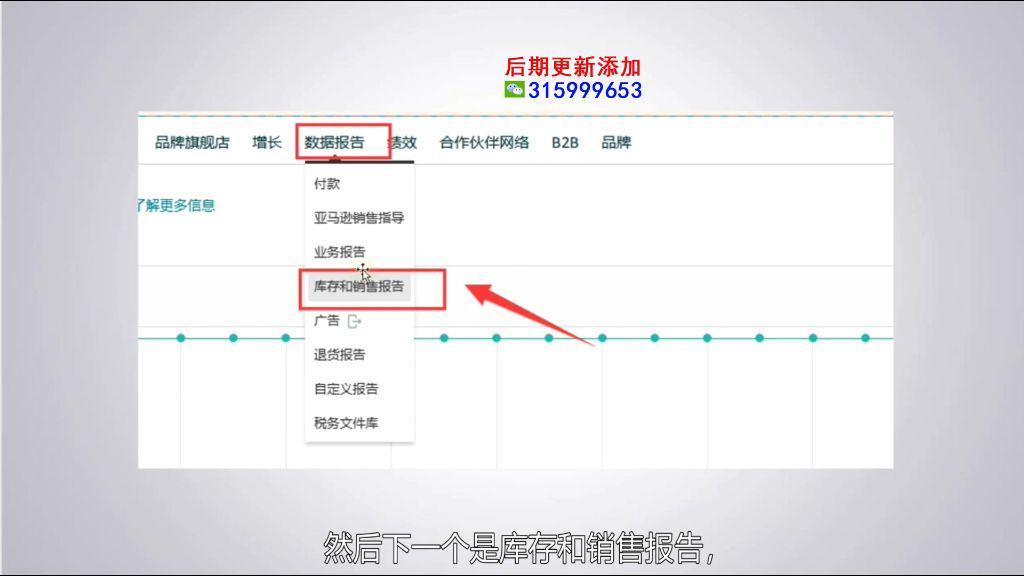 后期更新添加
315999653
品牌旗舰店 增长 数据报告 绩效 合作伙伴网络 B2B 品牌
了解更多信息
付款
亚马逊销售指导
业务报告
库存和销售报告
广告
退货报告
自定义报告
税务文件库
然后下一个是库存和销售报告，